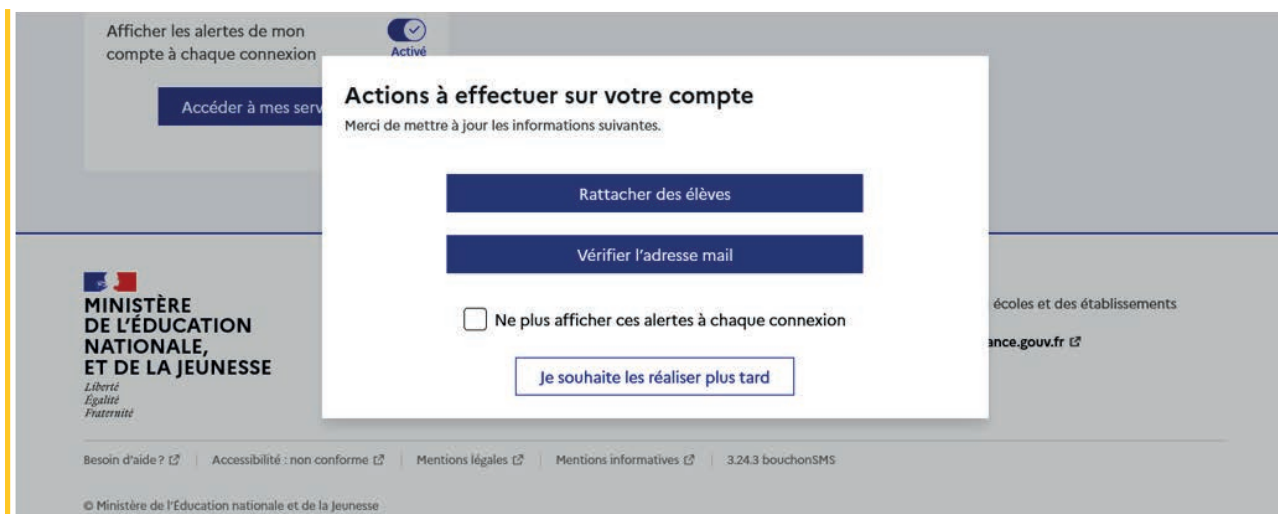 Afficher les alertes de mon
compte à chaque connexion
Activé
Accéder à mes serv
Actions à effectuer sur votre compte
Merci de mettre à jour les informations suivantes.
Rattacher des élèves
Vérifier l'adresse mail
Ne plus afficher ces alertes à chaque connexion
Je souhaite les réaliser plus tard
MINISTÈRE
DE L'ÉDUCATION
NATIONALE,
ET DE LA JEUNESSE
Liberté
Égalité
Fraternité
écoles et des établissements
ance.gouv.fr
Besoin d'aide ? Accessibilité : non conforme Mentions légales Mentions informatives 3.24.3 bouchonSMS
© Ministère de l'Éducation nationale et de la Jeunesse